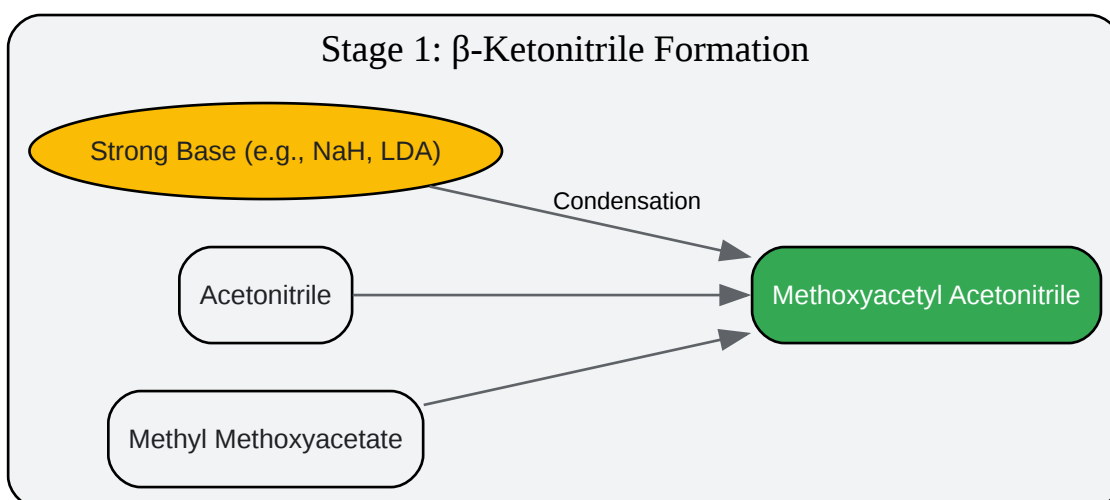 Stage 1: β-Ketonitrile Formation
Strong Base (e.g., NaH, LDA)
Condensation
Acetonitrile
Methoxyacetyl Acetonitrile
Methyl Methoxyacetate